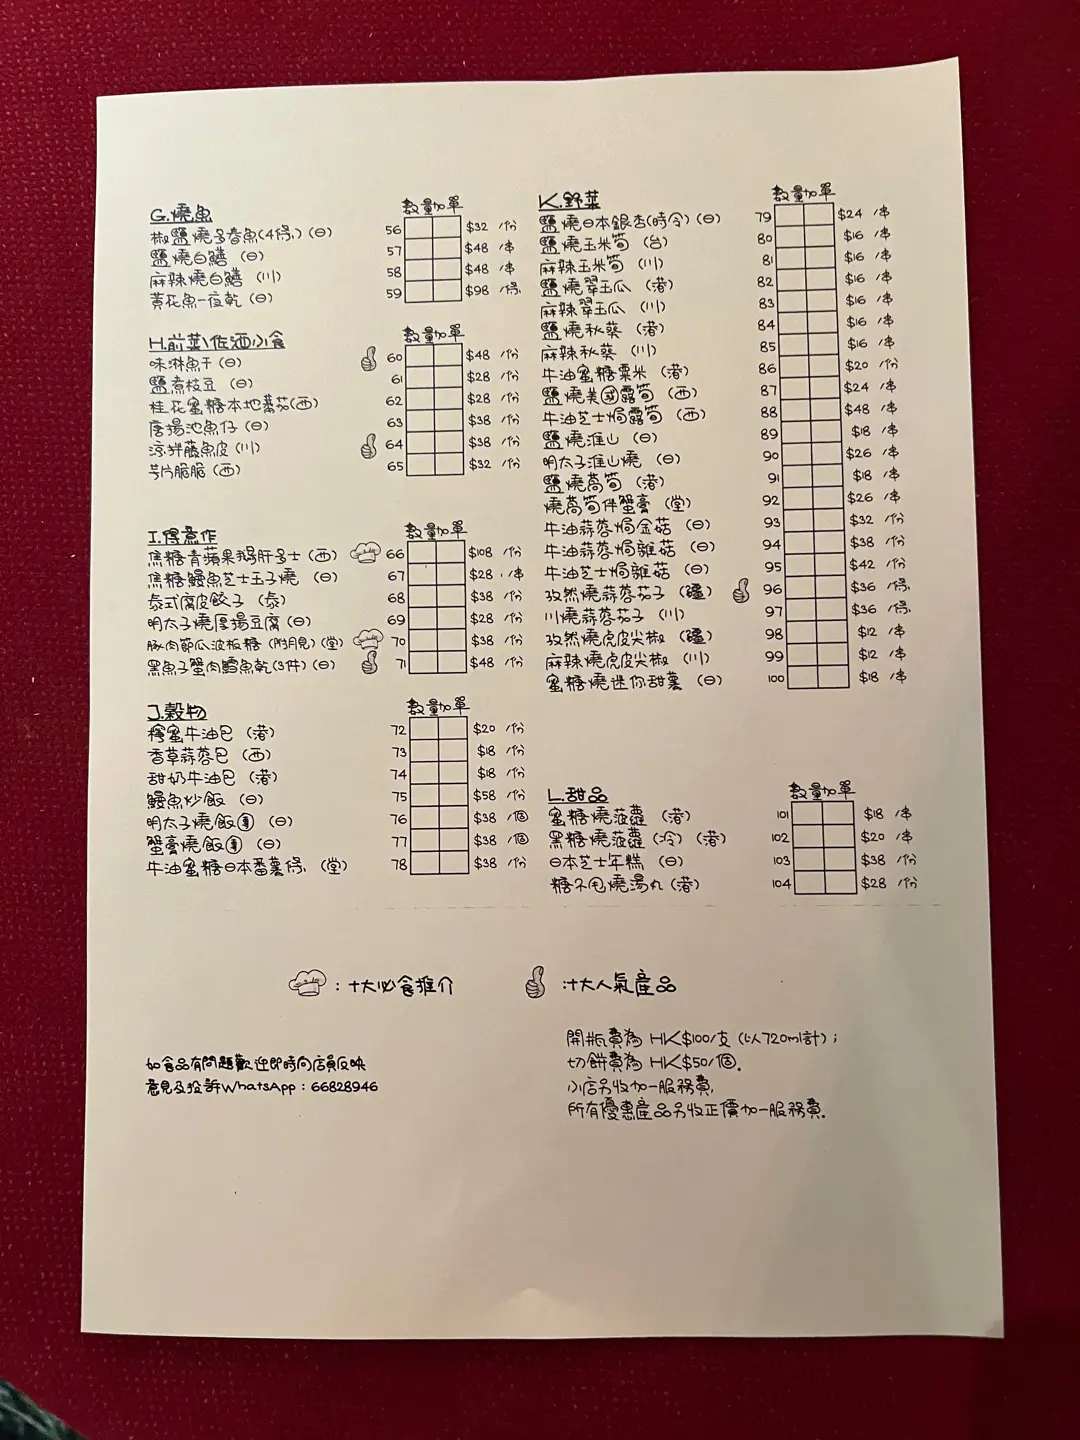 G.燒魚
數量 加單
椒鹽燒多春魚(4條)(日) 56 $32 /份
鹽燒白鱔 (日) 57 $48 /串
麻辣燒白鱔 (川) 58 $48 /串
黃花魚一夜乾 (日) 59 $98 /條
H.前菜\佐酒小食
數量 加單
味淋魚干 (日) 60 $48 /份
鹽煮枝豆 (日) 61 $28 /份
桂花蜜糖本地蕃茄(西) 62 $28 /份
唐揚池魚仔 (日) 63 $38 /份
涼拌藤魚皮 (川) 64 $38 /份
芍片脆脆 (西) 65 $32 /份
I.得意作
數量 加單
焦糖青蘋果鵝肝多士 (西) 66 $108 /份
焦糖鰻魚芝士玉子燒 (日) 67 $28 /串
泰式腐皮餃子 (泰) 68 $38 /份
明太子燒厚揚豆腐 (日) 69 $28 /份
豚肉節瓜波板糖 (附月見) (堂) 70 $38 /份
黑魚子蟹肉鱈魚乾(3件)(日) 71 $48 /份
J.穀物
數量 加單
檸蜜牛油包 (港) 72 $20 /份
香草蒜蓉包 (西) 73 $18 /份
甜奶牛油包 (港) 74 $18 /份
鰻魚炒飯 (日) 75 $58 /份
明太子燒飯 (日) 76 $38 /個
蟹膏燒飯 (日) 77 $38 /個
牛油蜜糖日本番薯條 (堂) 78 $38 /份
K.野菜
數量 加單
鹽燒日本銀杏(時令)(日) 79 $24 /串
鹽燒玉米筍 (台) 80 $16 /串
麻辣玉米筍 (川) 81 $16 /串
鹽燒翠玉瓜 (港) 82 $16 /串
麻辣翠玉瓜 (川) 83 $16 /串
鹽燒秋葵 (港) 84 $16 /串
麻辣秋葵 (川) 85 $16 /串
牛油蜜糖粟米 (港) 86 $20 /份
鹽燒美國露筍 (西) 87 $24 /串
牛油芝士焗露筍 (西) 88 $48 /串
鹽燒淮山 (日) 89 $18 /串
明太子淮山燒 (日) 90 $26 /串
鹽燒萵筍 (港) 91 $18 /串
燒萵筍伴蟹膏 (堂) 92 $26 /串
牛油蒜蓉焗金菇 (日) 93 $32 /份
牛油蒜蓉焗雜菇 (日) 94 $38 /份
牛油芝士焗雜菇 (日) 95 $42 /份
孜然燒蒜蓉茄子 (疆) 96 $36 /條
川燒蒜蓉茄子 (川) 97 $36 /條
孜然燒虎皮尖椒 (疆) 98 $12 /串
麻辣燒虎皮尖椒 (川) 99 $12 /串
蜜糖燒迷你甜薯 (日) 100 $18 /串
L.甜品
數量 加單
蜜糖燒菠蘿 (港) 101 $18 /串
黑糖燒菠蘿 (冷) (港) 102 $20 /串
日本芝士年糕 (日) 103 $38 /份
糖不甩燒湯丸 (港) 104 $28 /份
:十大必食推介
:十大人氣產品
如食品有問題歡迎即時向店員反映
意見及投訴WhatsApp : 66828946
開瓶費為 HK$100/支 (以720ml計) ;
切餅費為 HK$50/個.
小店另收加一服務費,
所有優惠產品另收正價加一服務費.